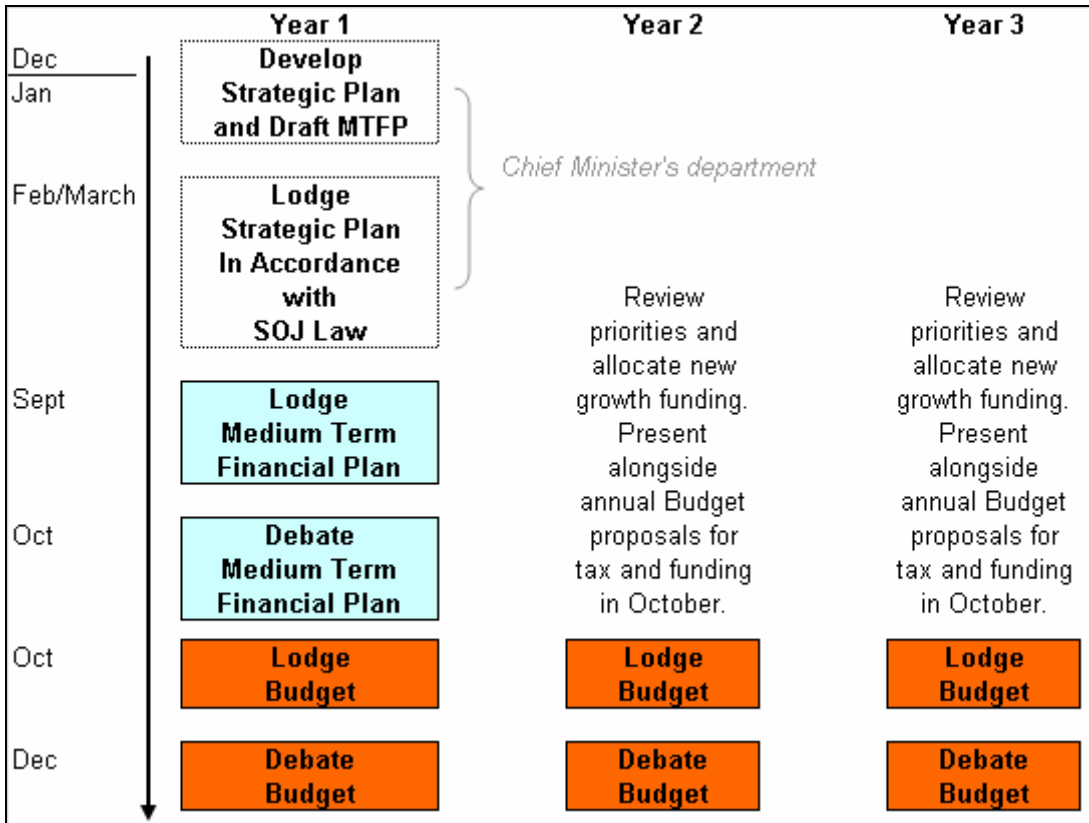 Year 1
Year 2
Year 3
Dec
Jan
Develop
Strategic Plan
and Draft MTFP
Chief Minister's department
Feb/March
Lodge
Strategic Plan
In Accordance
with
SOJ Law
Review
priorities and
allocate new
growth funding.
Present
alongside
annual Budget
proposals for
tax and funding
in October.
Review
priorities and
allocate new
growth funding.
Present
alongside
annual Budget
proposals for
tax and funding
in October.
Sept
Lodge
Medium Term
Financial Plan
Oct
Debate
Medium Term
Financial Plan
Oct
Lodge
Budget
Lodge
Budget
Lodge
Budget
Dec
Debate
Budget
Debate
Budget
Debate
Budget